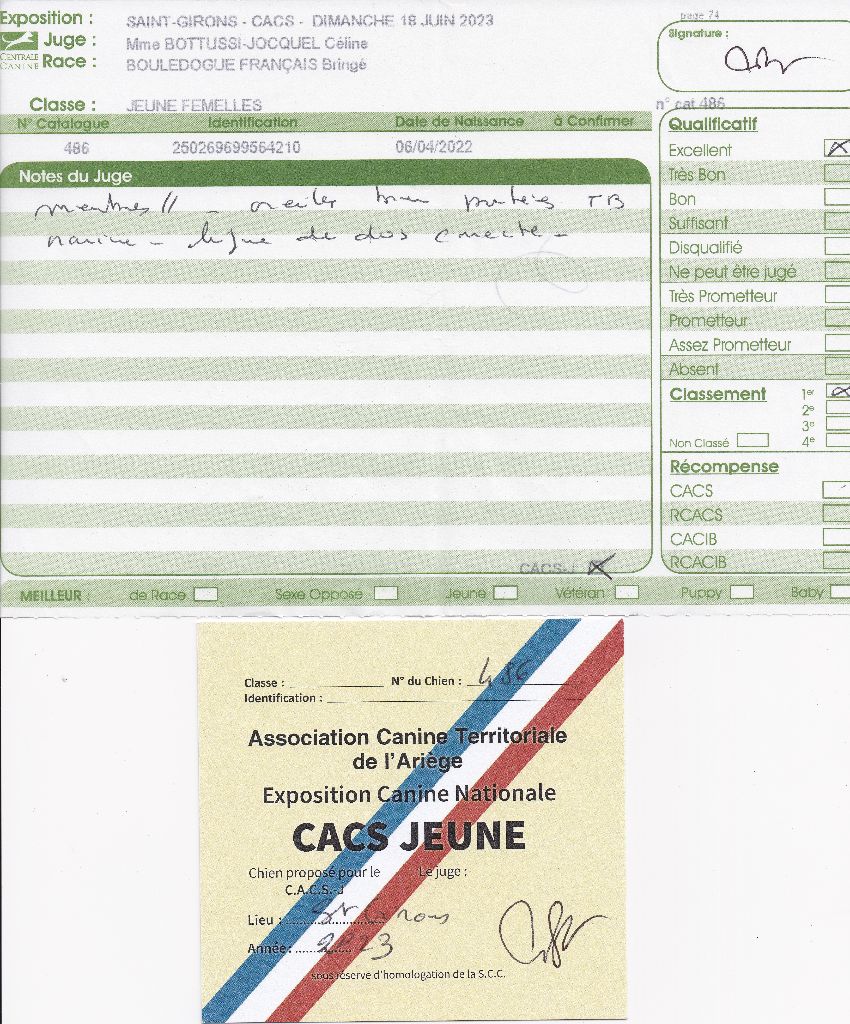 page 74
Exposition : SAINT-GIRONS - CACS - DIMANCHE 18 JUIN 2023
Juge : Mme BOTTUSSI-JOCQUEL Céline
CENTRALE CANINE
Race : BOULEDOGUE FRANÇAIS Bringé
Signature :
Classe : JEUNE FEMELLES
n° cat 486
N° Catalogue Identification Date de Naissance à Confirmer
486 250269699564210 06/04/2022
Notes du Juge
oreilles bien portées TB
narine - ligne de dos correcte -
CACS-J
Qualificatif
Excellent
Très Bon
Bon
Suffisant
Disqualifié
Ne peut être jugé
Très Prometteur
Prometteur
Assez Prometteur
Absent
Classement 1er
2e
3e
Non Classé 4e
Récompense
CACS
RCACS
CACIB
RCACIB
MEILLEUR : de Race Sexe Opposé Jeune Vétéran Puppy Baby
Classe : N° du Chien : 486
Identification :
Association Canine Territoriale
de l'Ariège
Exposition Canine Nationale
CACS JEUNE
Chien proposé pour le Le juge :
C.A.C.S.-J
Lieu : St Girons
Année : 2023
sous réserve d'homologation de la S.C.C.